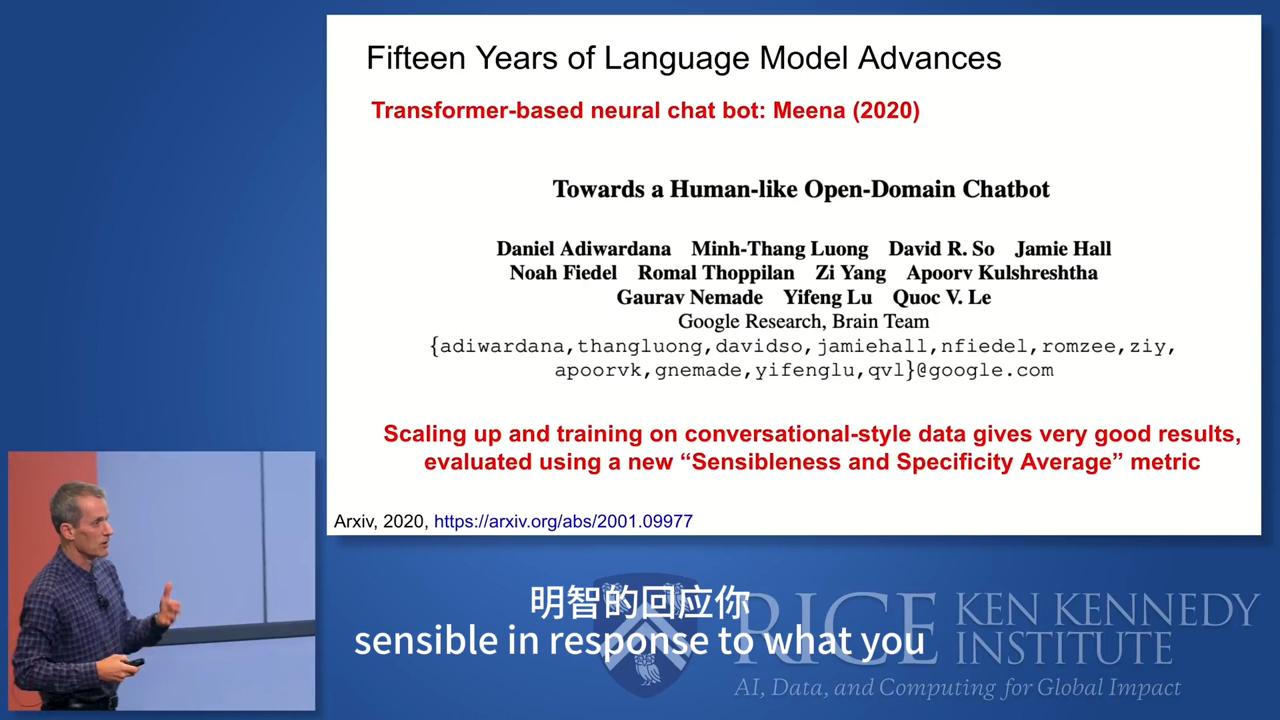 Fifteen Years of Language Model Advances
Transformer-based neural chat bot: Meena (2020)
Towards a Human-like Open-Domain Chatbot
Daniel Adiwardana Minh-Thang Luong David R. So Jamie Hall
Noah Fiedel Romal Thoppilan Zi Yang Apoorv Kulshreshtha
Gaurav Nemade Yifeng Lu Quoc V. Le
Google Research, Brain Team
{adiwardana,thangluong,davidso,jamiehall,nfiedel,romzee,ziy,
apoorvk,gnemade,yifenglu,qvl}@google.com
Scaling up and training on conversational-style data gives very good results,
evaluated using a new “Sensibleness and Specificity Average” metric
Arxiv, 2020, https://arxiv.org/abs/2001.09977
明智的回应你
sensible in response to what you
RICE
KEN KENNEDY
INSTITUTE
AI, Data, and Computing for Global Impact